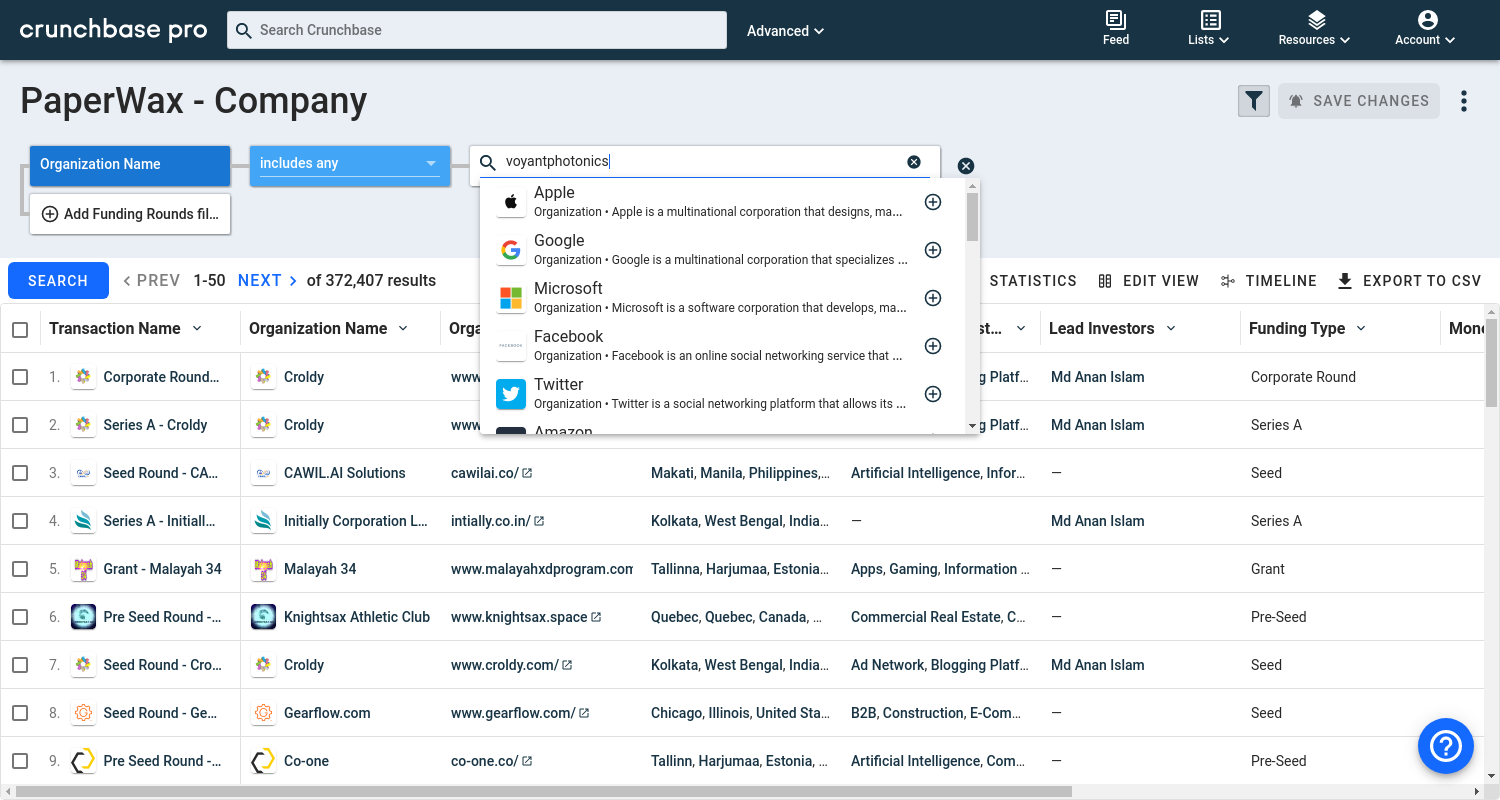 crunchbase pro
Search Crunchbase
Advanced
Feed
Lists
Resources
Account
PaperWax - Company
SAVE CHANGES
Organization Name
includes any
voyantphotonics
Add Funding Rounds fil...
Apple
Organization • Apple is a multinational corporation that designs, ma...
Google
Organization • Google is a multinational corporation that specializes ...
Microsoft
Organization • Microsoft is a software corporation that develops, ma...
Facebook
Organization • Facebook is an online social networking service that ...
Twitter
Organization • Twitter is a social networking platform that allows its ...
Amazon
SEARCH
PREV
1-50
NEXT
of 372,407 results
STATISTICS
EDIT VIEW
TIMELINE
EXPORT TO CSV
Transaction Name
Organization Name
Orga
st...
Lead Investors
Funding Type
Mone
1. Corporate Round... Croldy www g Platf... Md Anan Islam Corporate Round
2. Series A - Croldy Croldy www g Platf... Md Anan Islam Series A
3. Seed Round - CA... CAWIL.AI Solutions cawilai.co/ Makati, Manila, Philippines,... Artificial Intelligence, Infor... — Seed
4. Series A - Initiall... Initially Corporation L... intially.co.in/ Kolkata, West Bengal, India... — Md Anan Islam Series A
5. Grant - Malayah 34 Malayah 34 www.malayahxdprogram.com Tallinna, Harjumaa, Estonia... Apps, Gaming, Information ... — Grant
6. Pre Seed Round -... Knightsax Athletic Club www.knightsax.space Quebec, Quebec, Canada, ... Commercial Real Estate, C... — Pre-Seed
7. Seed Round - Cro... Croldy www.croldy.com/ Kolkata, West Bengal, India... Ad Network, Blogging Platf... Md Anan Islam Seed
8. Seed Round - Ge... Gearflow.com www.gearflow.com/ Chicago, Illinois, United Sta... B2B, Construction, E-Com... — Seed
9. Pre Seed Round -... Co-one co-one.co/ Tallinn, Harjumaa, Estonia, ... Artificial Intelligence, Com... — Pre-Seed